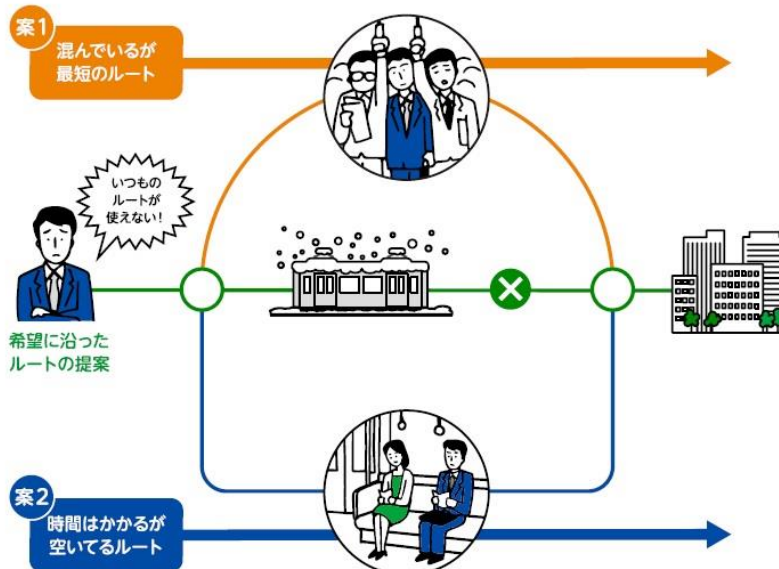 案1
混んでいるが
最短のルート
いつもの
ルートが
使えない!
希望に沿った
ルートの提案
案2
時間はかかるが
空いてるルート